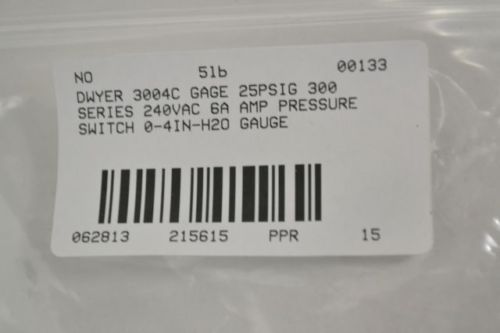 NO 5lb 00133
DWYER 3004C GAGE 25PSIG 300
SERIES 240VAC 6A AMP PRESSURE
SWITCH 0-4IN-H2O GAUGE
062813 215615 PPR 15